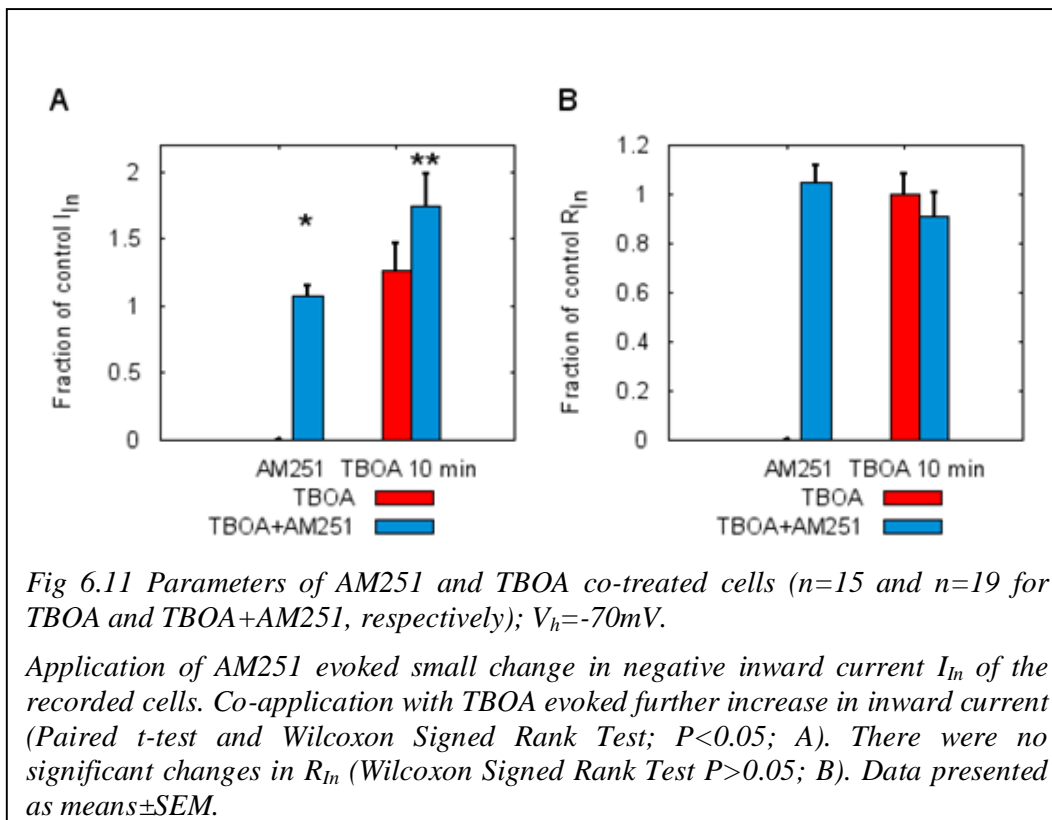 A
B
Fraction of control I_In
2
1.5
1
0.5
0
*
**
AM251 TBOA 10 min
TBOA
TBOA+AM251
Fraction of control R_In
1.2
1
0.8
0.6
0.4
0.2
0
AM251 TBOA 10 min
TBOA
TBOA+AM251
Fig 6.11 Parameters of AM251 and TBOA co-treated cells (n=15 and n=19 for
TBOA and TBOA+AM251, respectively); V_h=-70mV.
Application of AM251 evoked small change in negative inward current I_In of the
recorded cells. Co-application with TBOA evoked further increase in inward current
(Paired t-test and Wilcoxon Signed Rank Test; P<0.05; A). There were no
significant changes in R_In (Wilcoxon Signed Rank Test P>0.05; B). Data presented
as means±SEM.